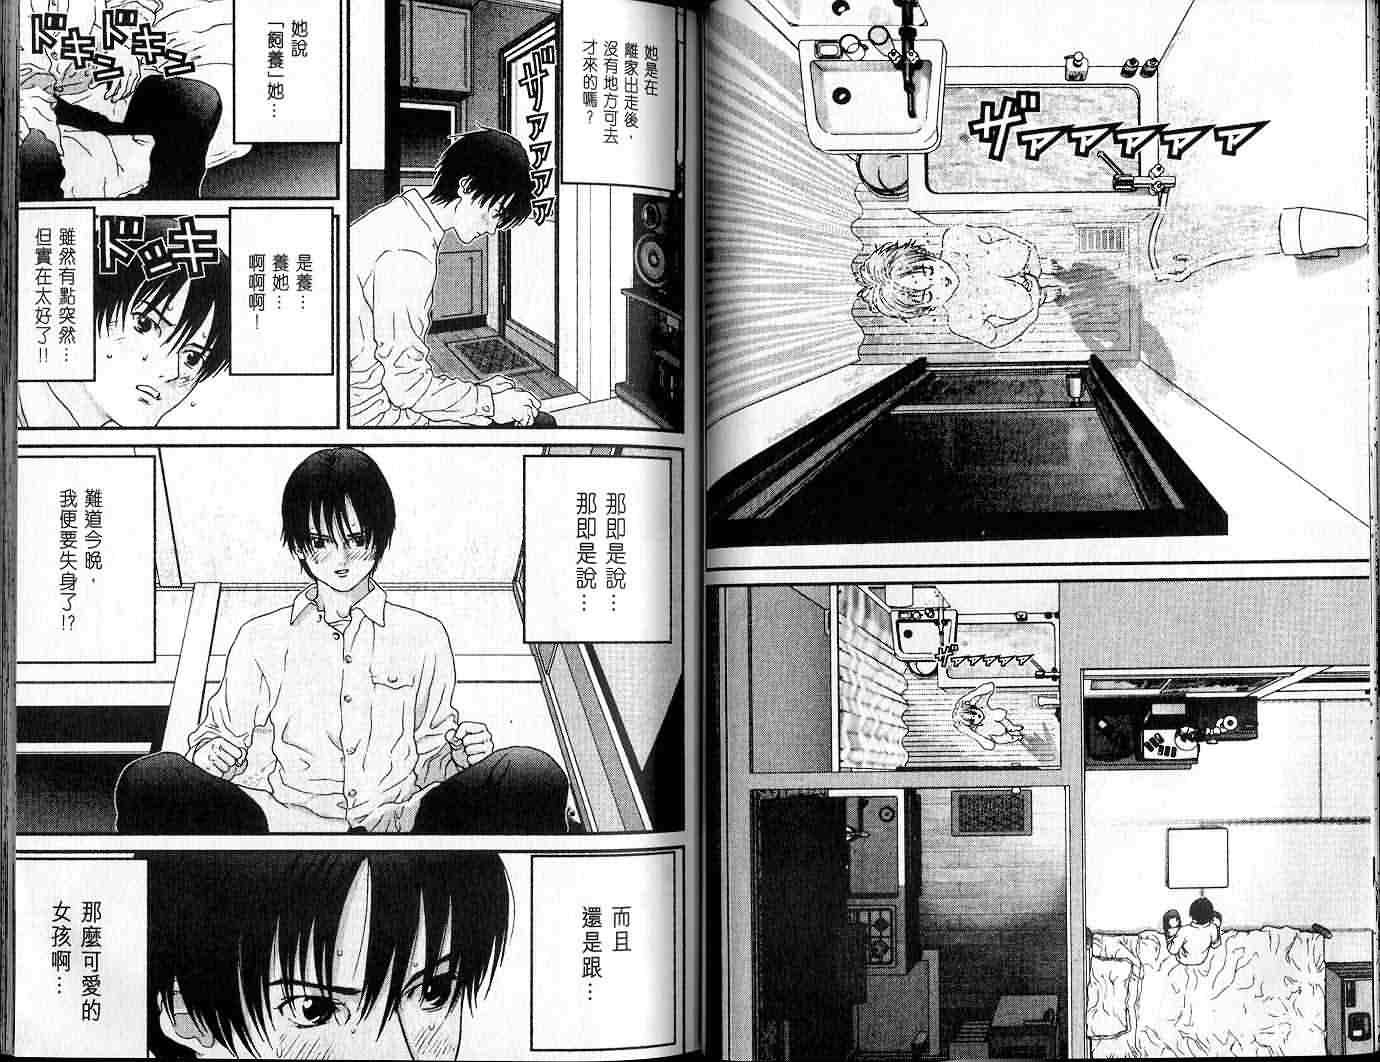 ザァァァァァ
ザァァァァァ
她是在
離家出走後，
沒有地方可去
才來的嗎？
ザァァァァ
她說
「飼養」她…
ズキン
ズキン
是養…
養她…
啊啊啊！
ズキ
雖然有點突然…
但實在太好了!!
那即是說…
那即是說…
難道今晚，
我便要失身了!?
而且
還是跟…
那麼可愛的
女孩啊…